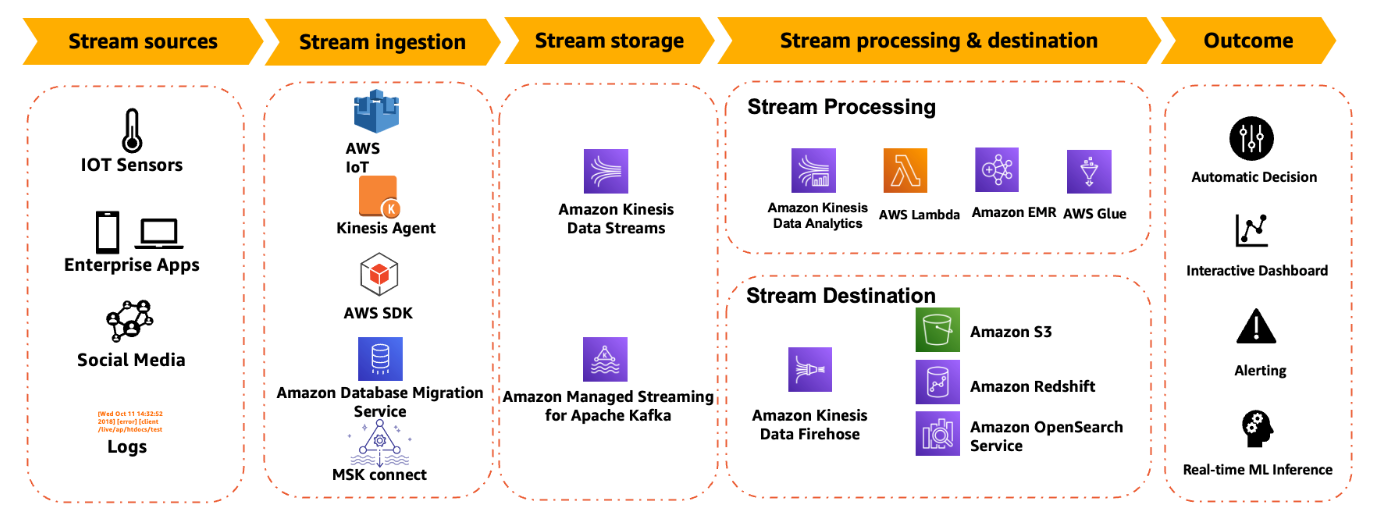 Stream sources
Stream ingestion
Stream storage
Stream processing & destination
Outcome
IOT Sensors
Enterprise Apps
Social Media
[Wed Oct 11 14:32:52
2018] [error] [client
/live/ap/htdocs/test
Logs
AWS
IoT
K
Kinesis Agent
AWS SDK
Amazon Database Migration
Service
MSK connect
Amazon Kinesis
Data Streams
K
Amazon Managed Streaming
for Apache Kafka
Stream Processing
Amazon Kinesis
Data Analytics
AWS Lambda
Amazon EMR
AWS Glue
Stream Destination
Amazon Kinesis
Data Firehose
Amazon S3
Amazon Redshift
Amazon OpenSearch
Service
Automatic Decision
Interactive Dashboard
Alerting
Real-time ML Inference